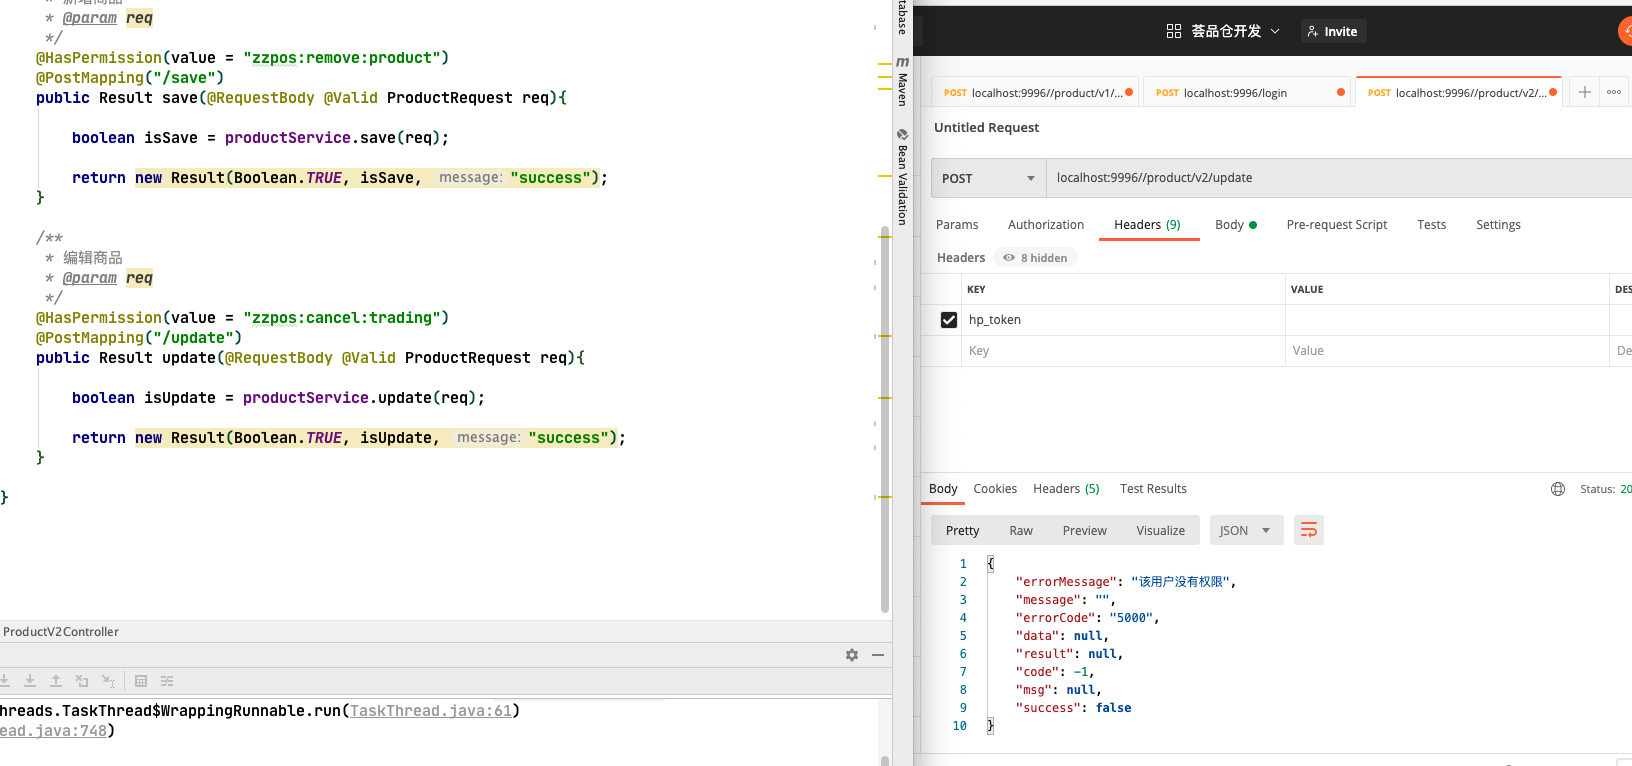 * 新增商品
* @param req
*/
@HasPermission(value = "zzpos:remove:product")
@PostMapping("/save")
public Result save(@RequestBody @Valid ProductRequest req){
boolean isSave = productService.save(req);
return new Result(Boolean.TRUE, isSave, message: "success");
}
/**
* 编辑商品
* @param req
*/
@HasPermission(value = "zzpos:cancel:trading")
@PostMapping("/update")
public Result update(@RequestBody @Valid ProductRequest req){
boolean isUpdate = productService.update(req);
return new Result(Boolean.TRUE, isUpdate, message: "success");
}
}
ProductV2Controller
hreads.TaskThread$WrappingRunnable.run(TaskThread.java:61)
ead.java:748)
tabase
m
Maven
Bean Validation
荟品仓开发
Invite
POST localhost:9996//product/v1/...
POST localhost:9996/login
POST localhost:9996//product/v2/...
Untitled Request
POST
localhost:9996//product/v2/update
Params Authorization Headers (9) Body Pre-request Script Tests Settings
Headers 8 hidden
KEY VALUE DES
hp_token
Key Value De
Body Cookies Headers (5) Test Results Status: 20
Pretty Raw Preview Visualize JSON
1 {
2 "errorMessage": "该用户没有权限",
3 "message": "",
4 "errorCode": "5000",
5 "data": null,
6 "result": null,
7 "code": -1,
8 "msg": null,
9 "success": false
10 }